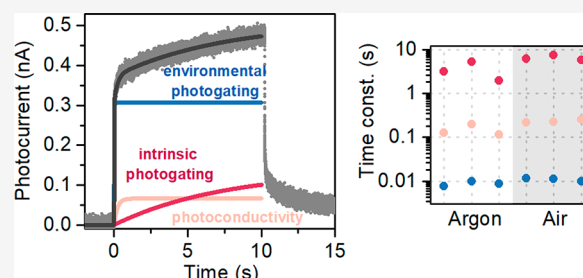 Photocurrent (nA)
0.5
0.4
0.3
0.2
0.1
0.0
environmental
photogating
intrinsic
photogating
photoconductivity
0
5
10
15
Time (s)
Time const. (s)
10
1
0.1
0.01
Argon
Air